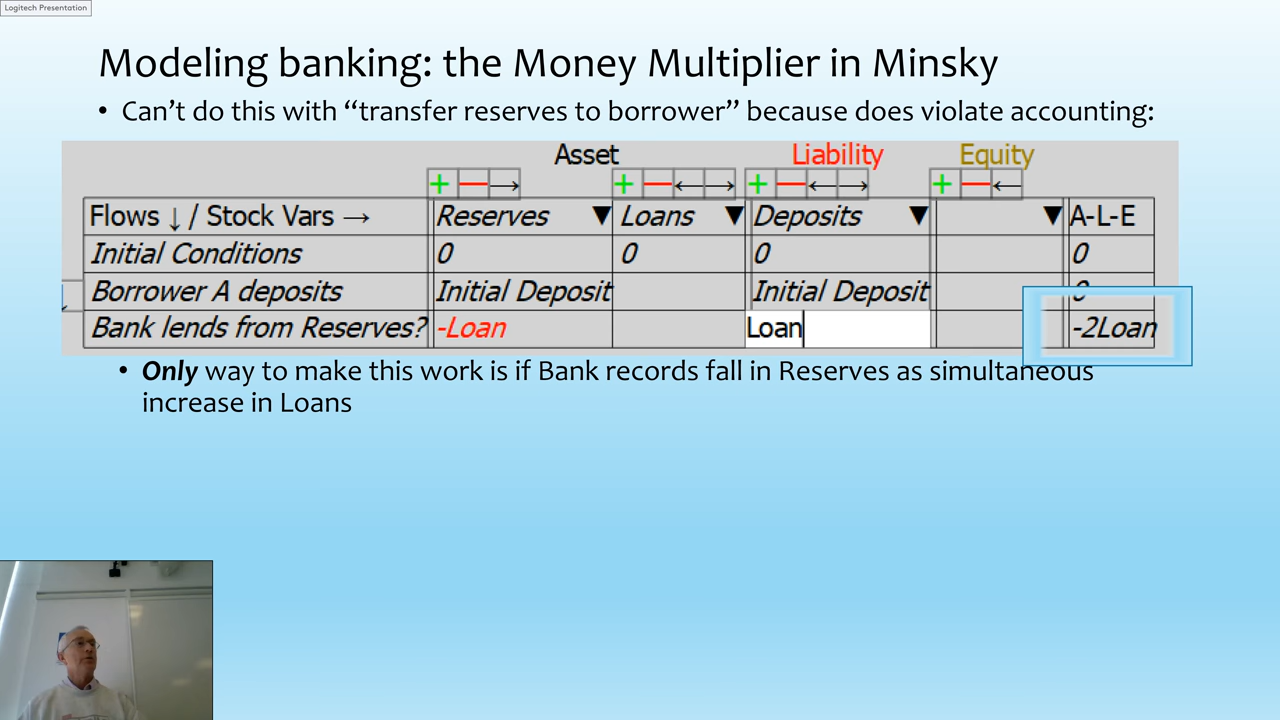 Logitech Presentation
Modeling banking: the Money Multiplier in Minsky
• Can’t do this with “transfer reserves to borrower” because does violate accounting:
Asset Liability Equity
+ — → + — ← → + — ← → + — ←
Flows ↓ / Stock Vars → Reserves ▼ Loans ▼ Deposits ▼ ▼ A-L-E
Initial Conditions 0 0 0 0
Borrower A deposits Initial Deposit Initial Deposit 0
Bank lends from Reserves? -Loan Loan -2Loan
• Only way to make this work is if Bank records fall in Reserves as simultaneous
increase in Loans